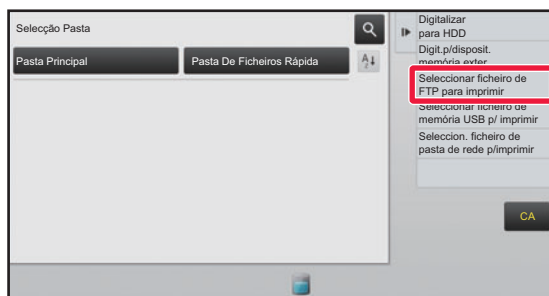 Selecção Pasta
Pasta Principal
Pasta De Ficheiros Rápida
Digitalizar
para HDD
Digit.p/disposit.
memória exter
Seleccionar ficheiro de
FTP para imprimir
Seleccionar ficheiro de
memória USB p/ imprimir
Seleccion. ficheiro de
pasta de rede p/imprimir
CA